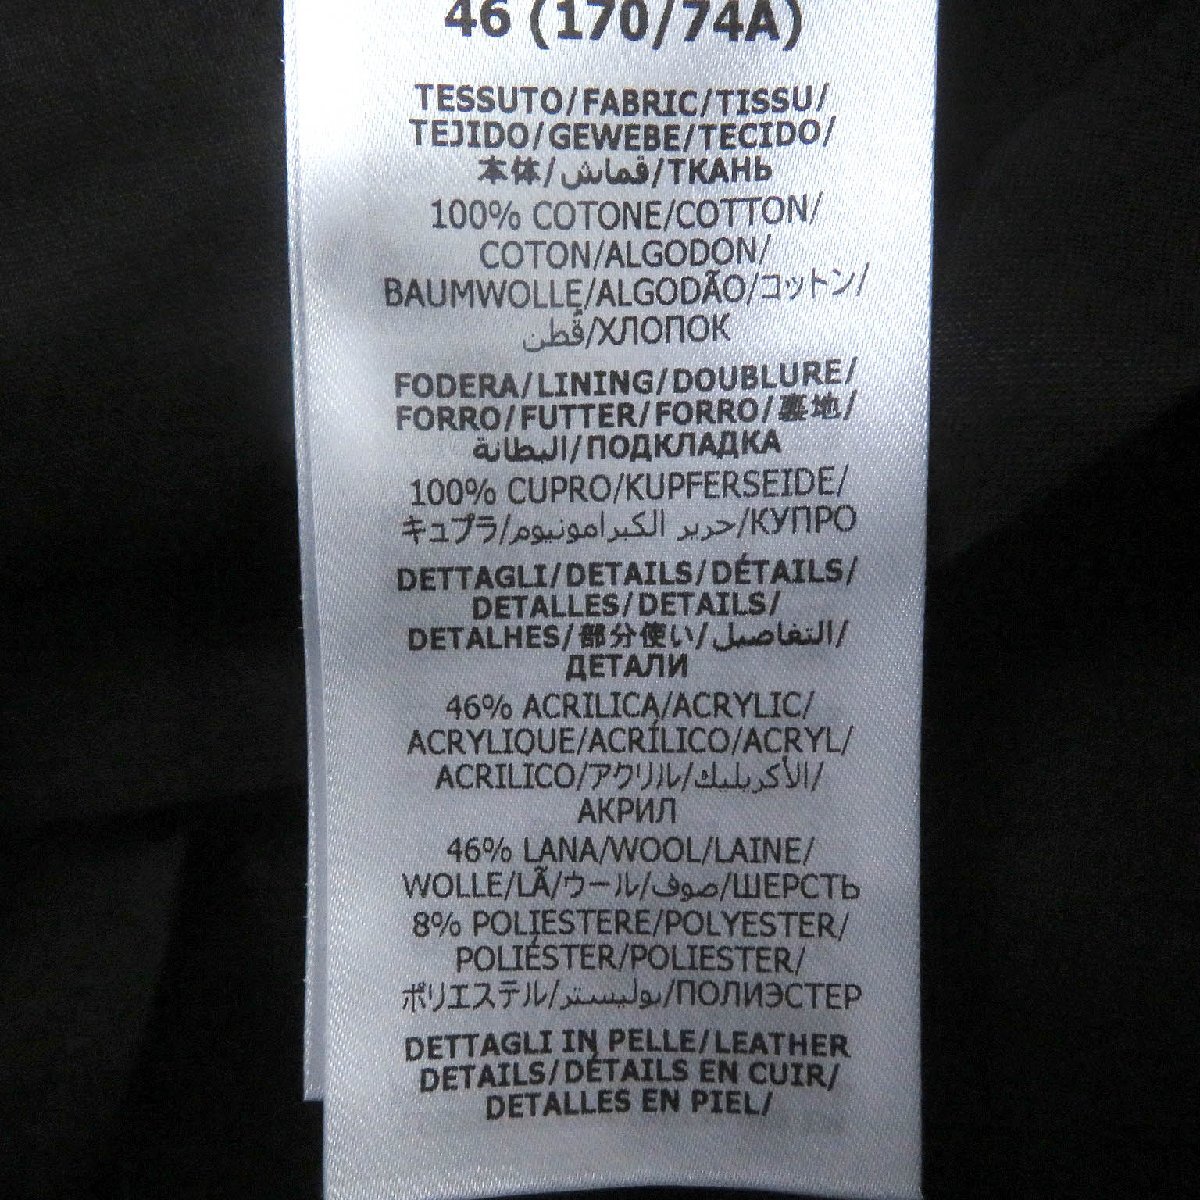 46 (170/74A)
TESSUTO/FABRIC/TISSU/
TEJIDO/GEWEBE/TECIDO/
本体/قماش/ТКАНЬ
100% COTONE/COTTON/
COTON/ALGODON/
BAUMWOLLE/ALGODÃO/コットン/
قُطن/ХЛОПОК
FODERA/LINING/DOUBLURE/
FORRO/FUTTER/FORRO/裏地/
البطانة/ПОДКЛАДКА
100% CUPRO/KUPFERSEIDE/
キュプラ/حرير الكبرامونيوم/КУПРО
DETTAGLI/DETAILS/DÉTAILS/
DETALLES/DETAILS/
DETALHES/部分使い/التفاصيل/
ДЕТАЛИ
46% ACRILICA/ACRYLIC/
ACRYLIQUE/ACRÍLICO/ACRYL/
ACRILICO/アクリル/الأكريليك/
АКРИЛ
46% LANA/WOOL/LAINE/
WOLLE/LÃ/ウール/صوف/ШЕРСТЬ
8% POLIESTERE/POLYESTER/
POLIÉSTER/POLIESTER/
ポリエステル/بوليستر/ПОЛИЭСТЕР
DETTAGLI IN PELLE/LEATHER
DETAILS/DÉTAILS EN CUIR/
DETALLES EN PIEL/